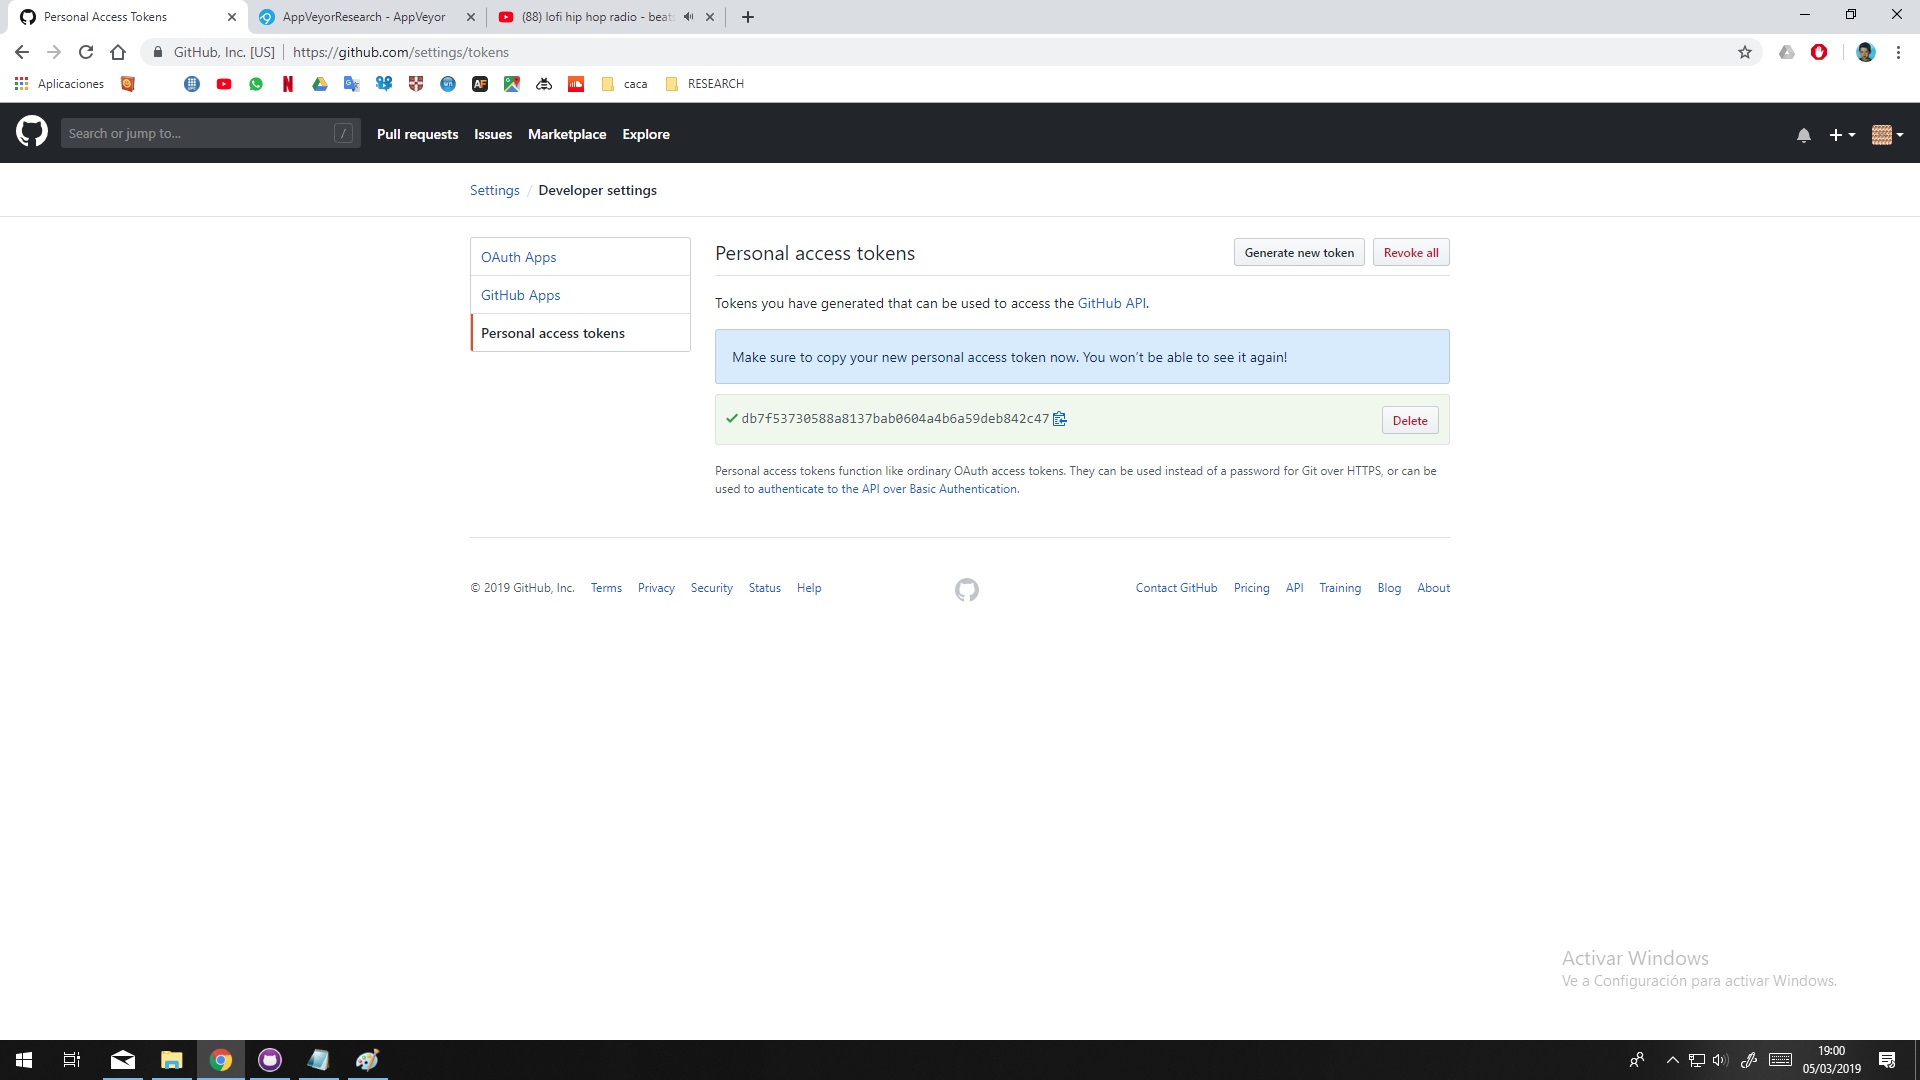 Personal Access Tokens
AppVeyorResearch - AppVeyor
(88) lofi hip hop radio - beats
GitHub, Inc. [US]
https://github.com/settings/tokens
Aplicaciones
caca
RESEARCH
Search or jump to...
/
Pull requests
Issues
Marketplace
Explore
Settings / Developer settings
OAuth Apps
GitHub Apps
Personal access tokens
Personal access tokens
Generate new token
Revoke all
Tokens you have generated that can be used to access the GitHub API.
Make sure to copy your new personal access token now. You won't be able to see it again!
db7f53730588a8137bab0604a4b6a59deb842c47
Delete
Personal access tokens function like ordinary OAuth access tokens. They can be used instead of a password for Git over HTTPS, or can be
used to authenticate to the API over Basic Authentication.
© 2019 GitHub, Inc.
Terms
Privacy
Security
Status
Help
Contact GitHub
Pricing
API
Training
Blog
About
Activar Windows
Ve a Configuración para activar Windows.
19:00
05/03/2019